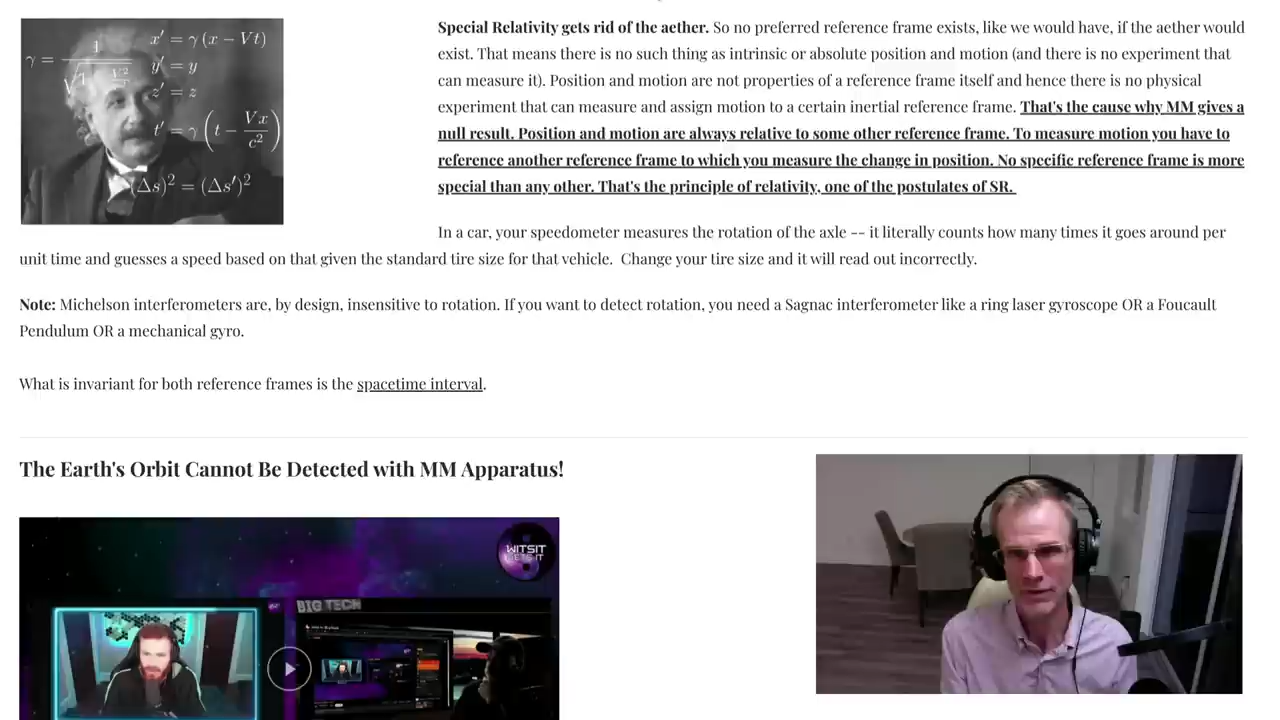 γ = 1 / √1 V²
x′ = γ (x − Vt)
y′ = y
z′ = z
t′ = γ (t − Vx/c²)
(Δs)² = (Δs′)²
Special Relativity gets rid of the aether. So no preferred reference frame exists, like we would have, if the aether would
exist. That means there is no such thing as intrinsic or absolute position and motion (and there is no experiment that
can measure it). Position and motion are not properties of a reference frame itself and hence there is no physical
experiment that can measure and assign motion to a certain inertial reference frame. That's the cause why MM gives a
null result. Position and motion are always relative to some other reference frame. To measure motion you have to
reference another reference frame to which you measure the change in position. No specific reference frame is more
special than any other. That's the principle of relativity, one of the postulates of SR.
In a car, your speedometer measures the rotation of the axle -- it literally counts how many times it goes around per
unit time and guesses a speed based on that given the standard tire size for that vehicle. Change your tire size and it will read out incorrectly.
Note: Michelson interferometers are, by design, insensitive to rotation. If you want to detect rotation, you need a Sagnac interferometer like a ring laser gyroscope OR a Foucault
Pendulum OR a mechanical gyro.
What is invariant for both reference frames is the spacetime interval.
The Earth's Orbit Cannot Be Detected with MM Apparatus!
WITSIT
GETS IT
BIG TECH